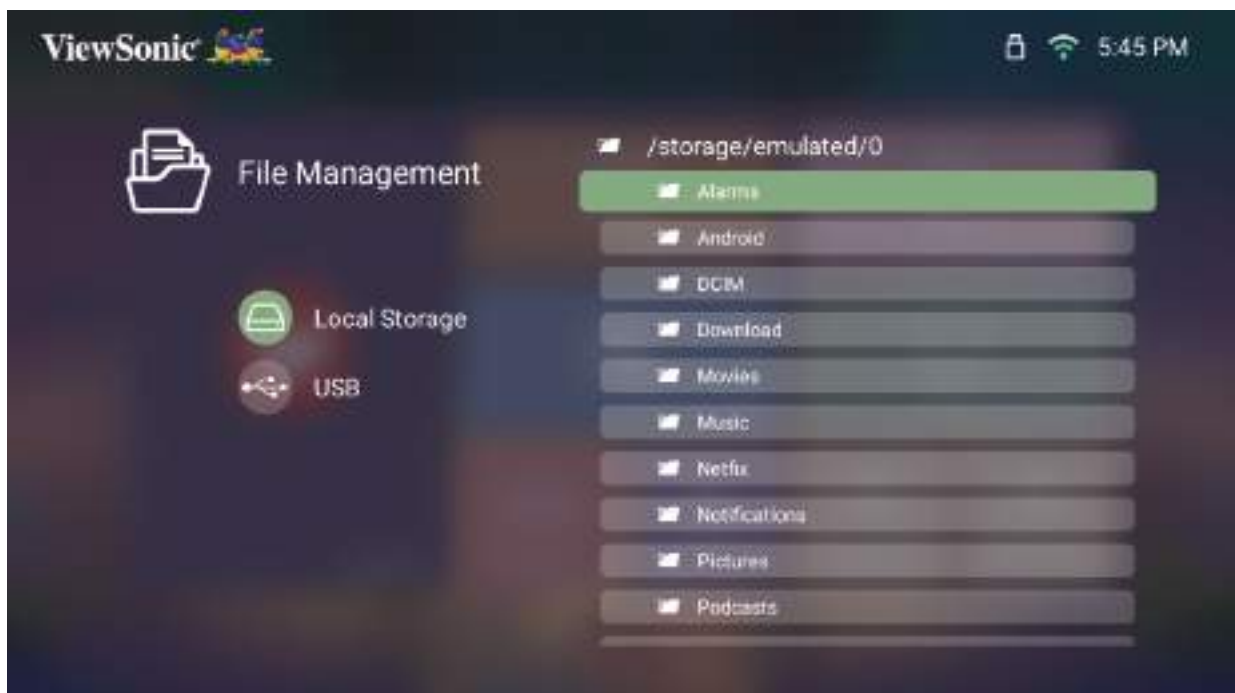 ViewSonic
5:45 PM
File Management
/storage/emulated/0
Alarms
Android
DCIM
Download
Movies
Music
Netfix
Notifications
Pictures
Podcasts
Local Storage
USB